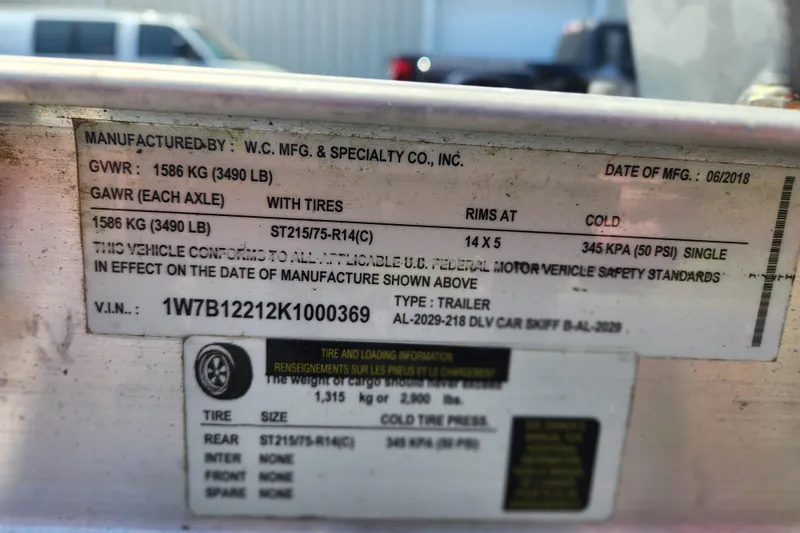 MANUFACTURED BY : W.C. MFG. & SPECIALTY CO., INC.
GVWR : 1586 KG (3490 LB) DATE OF MFG. : 06/2018
GAWR (EACH AXLE) WITH TIRES RIMS AT COLD
1586 KG (3490 LB) ST215/75-R14(C) 14 X 5 345 KPA (50 PSI) SINGLE
THIS VEHICLE CONFORMS TO ALL APPLICABLE U.S. FEDERAL MOTOR VEHICLE SAFETY STANDARDS
IN EFFECT ON THE DATE OF MANUFACTURE SHOWN ABOVE
V.I.N.. : 1W7B12212K1000369 TYPE : TRAILER
AL-2029-218 DLV CAR SKIFF B-AL-2029
TIRE AND LOADING INFORMATION
RENSEIGNEMENTS SUR LES PNEUS ET LE CHARGEMENT
The weight of cargo should never exceed
1,315 kg or 2,900 lbs.
TIRE SIZE COLD TIRE PRESS.
REAR ST215/75-R14(C) 345 KPA (50 PSI)
INTER NONE
FRONT NONE
SPARE NONE